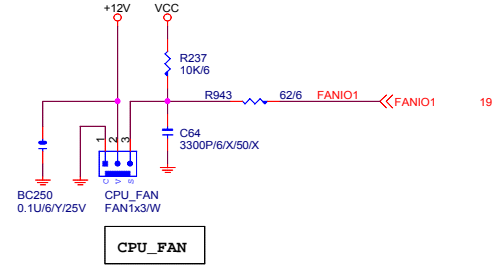 +12V VCC
R237
10K/6
R943 62/6 FANIO1 FANIO1 19
C64
3300P/6/X/50/X
1 2 3
C V S
BC250 CPU_FAN
0.1U/6/Y/25V FAN1x3/W
CPU_FAN